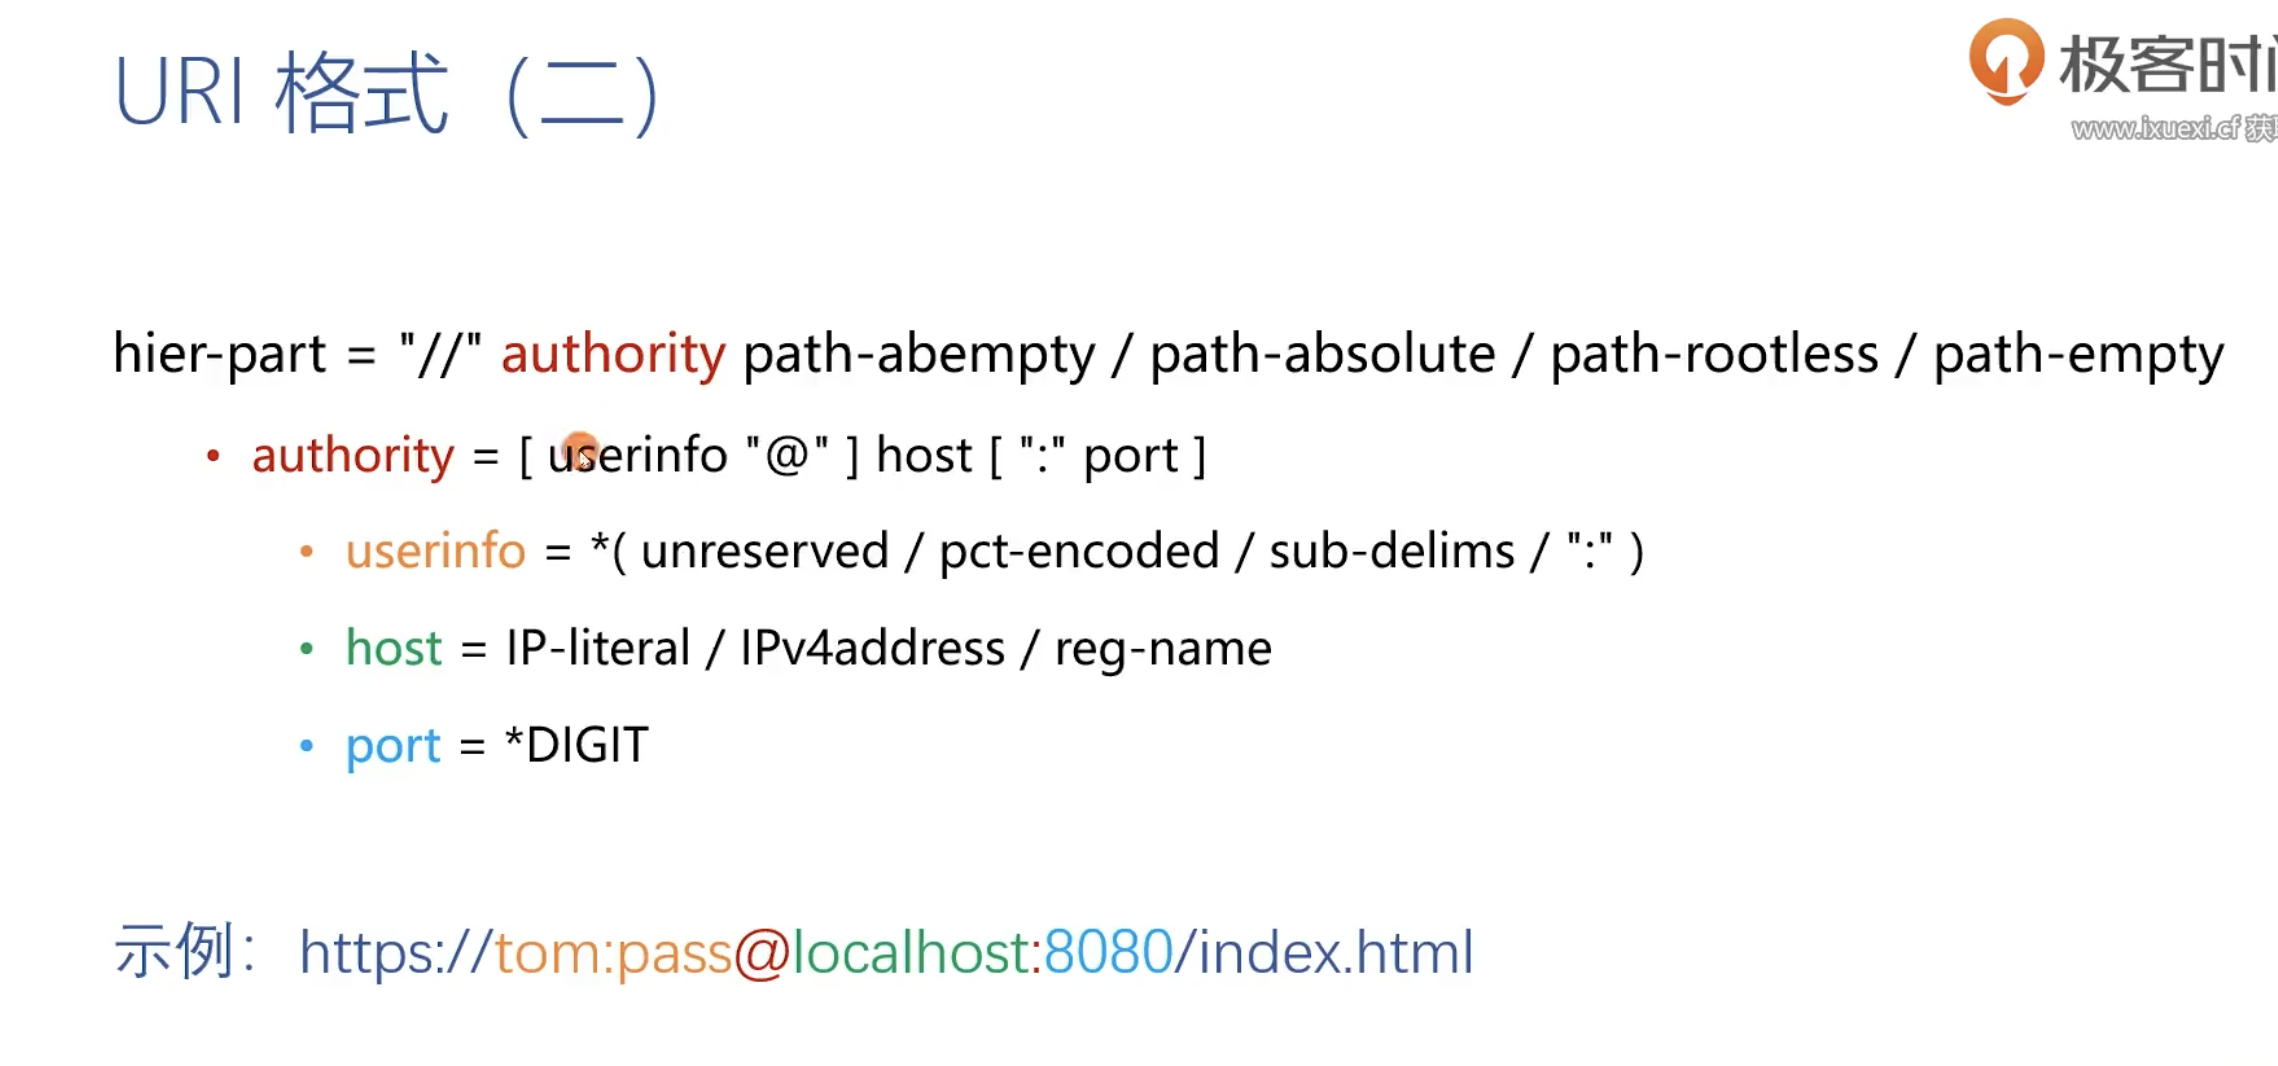 URI 格式（二）
极客时间
www.ixuexi.cf 获
hier-part = "//" authority path-abempty / path-absolute / path-rootless / path-empty
• authority = [ userinfo "@" ] host [ ":" port ]
• userinfo = *( unreserved / pct-encoded / sub-delims / ":" )
• host = IP-literal / IPv4address / reg-name
• port = *DIGIT
示例：https://tom:pass@localhost:8080/index.html